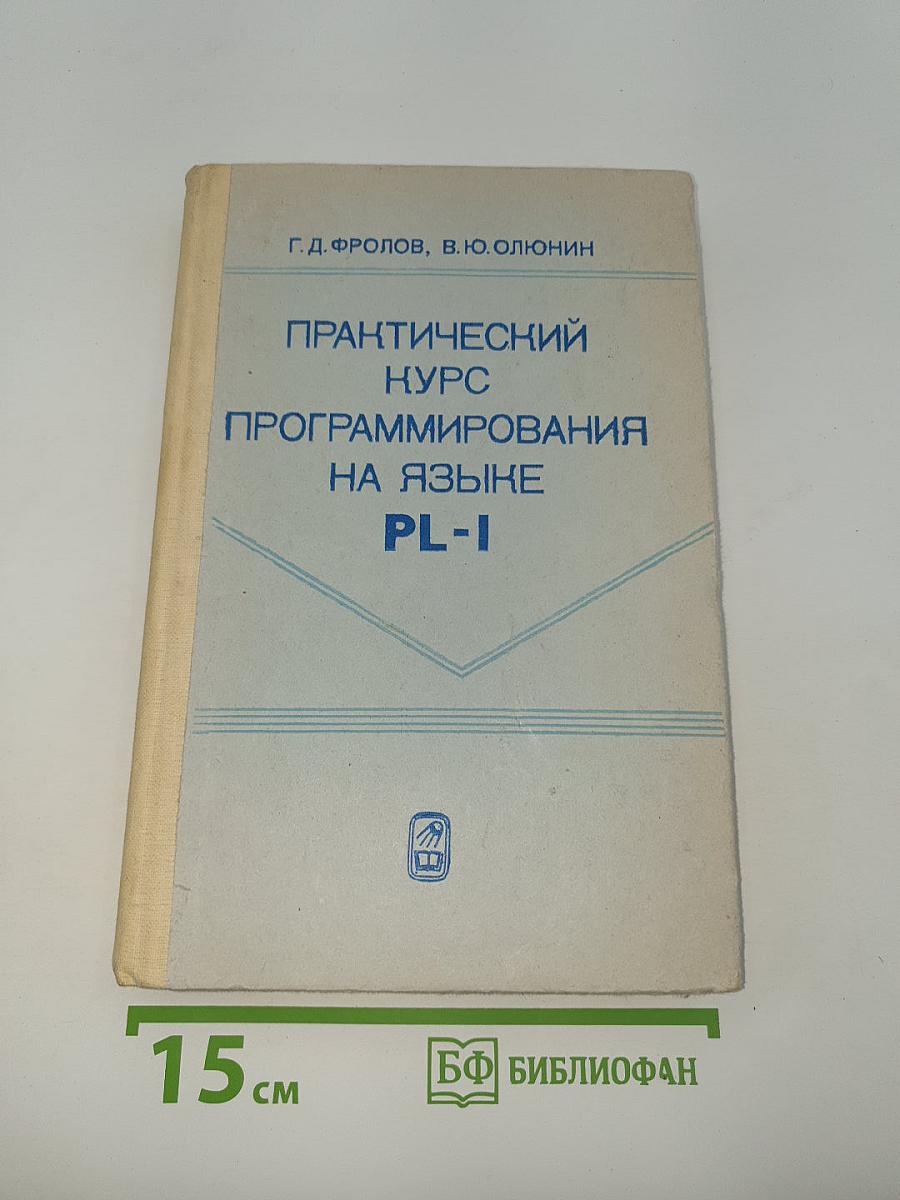 Г.Д.ФРОЛОВ, В.Ю.ОЛЮНИН
ПРАКТИЧЕСКИЙ
КУРС
ПРОГРАММИРОВАНИЯ
НА ЯЗЫКЕ
PL-I
15 см
БФ БИБЛИОФАН